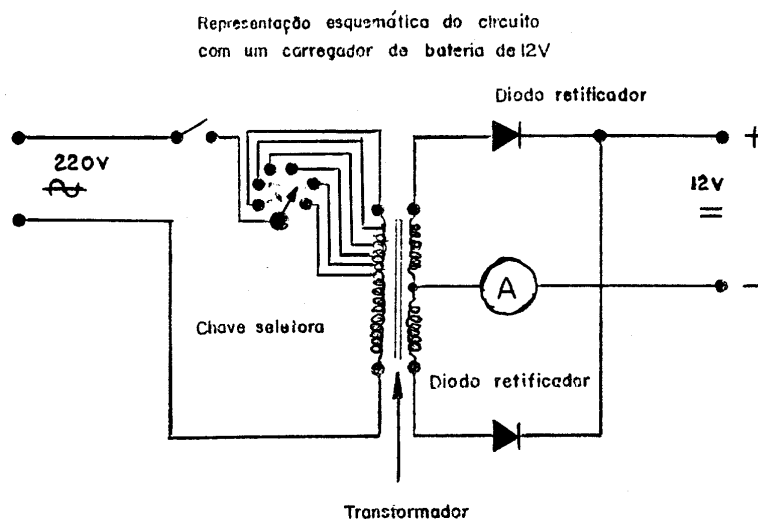 Representação esquemática do circuito
com um carregador de bateria de 12V
Diodo retificador
220V
12V
+
A
−
Chave seletora
Diodo retificador
Transformador